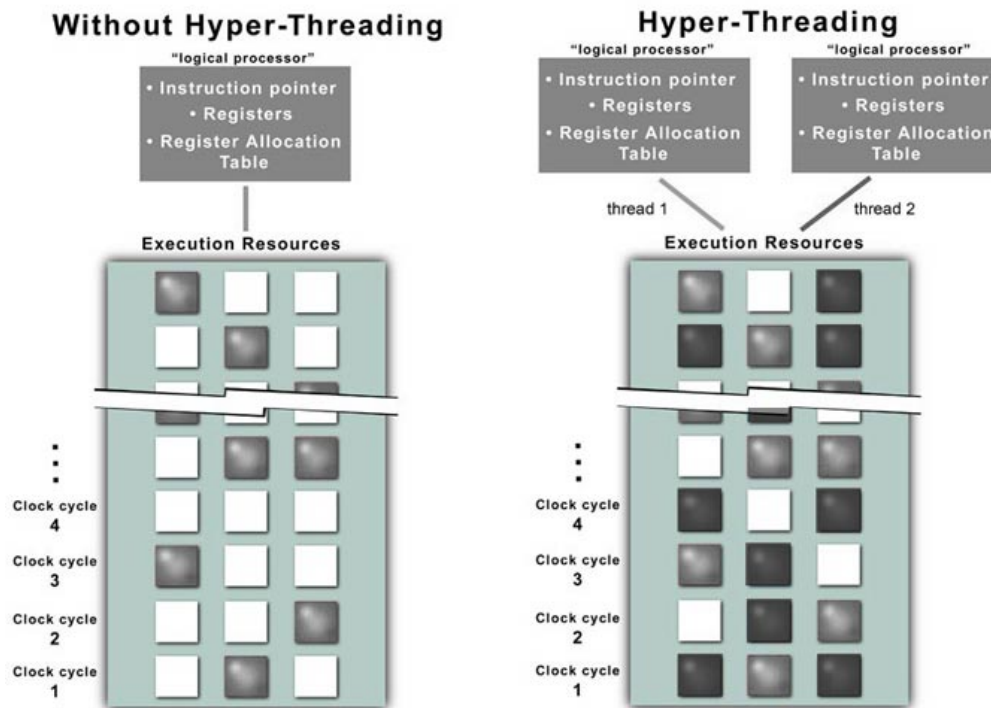 Without Hyper-Threading
"logical processor"
• Instruction pointer
• Registers
• Register Allocation
Table
Execution Resources
Clock cycle
4
Clock cycle
3
Clock cycle
2
Clock cycle
1
Hyper-Threading
"logical processor"
• Instruction pointer
• Registers
• Register Allocation
Table
"logical processor"
• Instruction pointer
• Registers
• Register Allocation
Table
thread 1
thread 2
Execution Resources
Clock cycle
4
Clock cycle
3
Clock cycle
2
Clock cycle
1